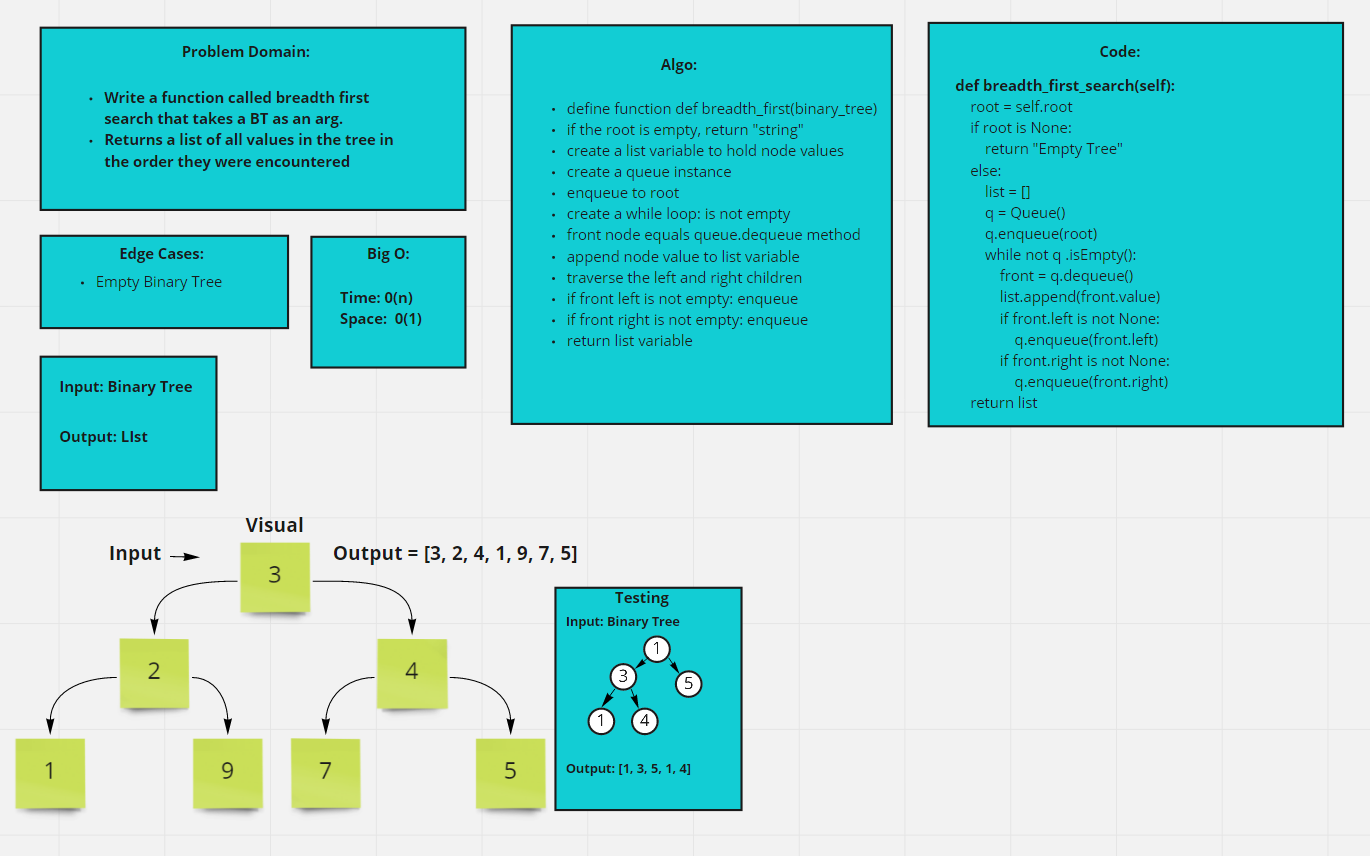 Problem Domain:
• Write a function called breadth first
search that takes a BT as an arg.
• Returns a list of all values in the tree in
the order they were encountered
Edge Cases:
• Empty Binary Tree
Big O:
Time: 0(n)
Space: 0(1)
Input: Binary Tree
Output: LIst
Algo:
• define function def breadth_first(binary_tree)
• if the root is empty, return "string"
• create a list variable to hold node values
• create a queue instance
• enqueue to root
• create a while loop: is not empty
• front node equals queue.dequeue method
• append node value to list variable
• traverse the left and right children
• if front left is not empty: enqueue
• if front right is not empty: enqueue
• return list variable
Code:
def breadth_first_search(self):
root = self.root
if root is None:
return "Empty Tree"
else:
list = []
q = Queue()
q.enqueue(root)
while not q .isEmpty():
front = q.dequeue()
list.append(front.value)
if front.left is not None:
q.enqueue(front.left)
if front.right is not None:
q.enqueue(front.right)
return list
Visual
Input
Output = [3, 2, 4, 1, 9, 7, 5]
3
2
4
1
9
7
5
Testing
Input: Binary Tree
1
3
5
1
4
Output: [1, 3, 5, 1, 4]